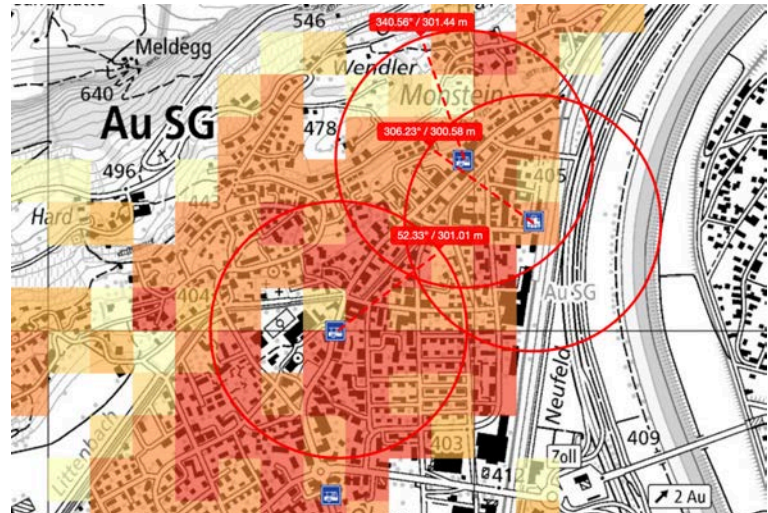 546
340.56° / 301.44 m
Meldegg
Wendler
640
Monstein
Au SG
478
306.23° / 300.58 m
496
405
443
Hard
52.33° / 301.01 m
404
Au SG
Neufeld
Littenbach
403
409
Zoll
412
2 Au